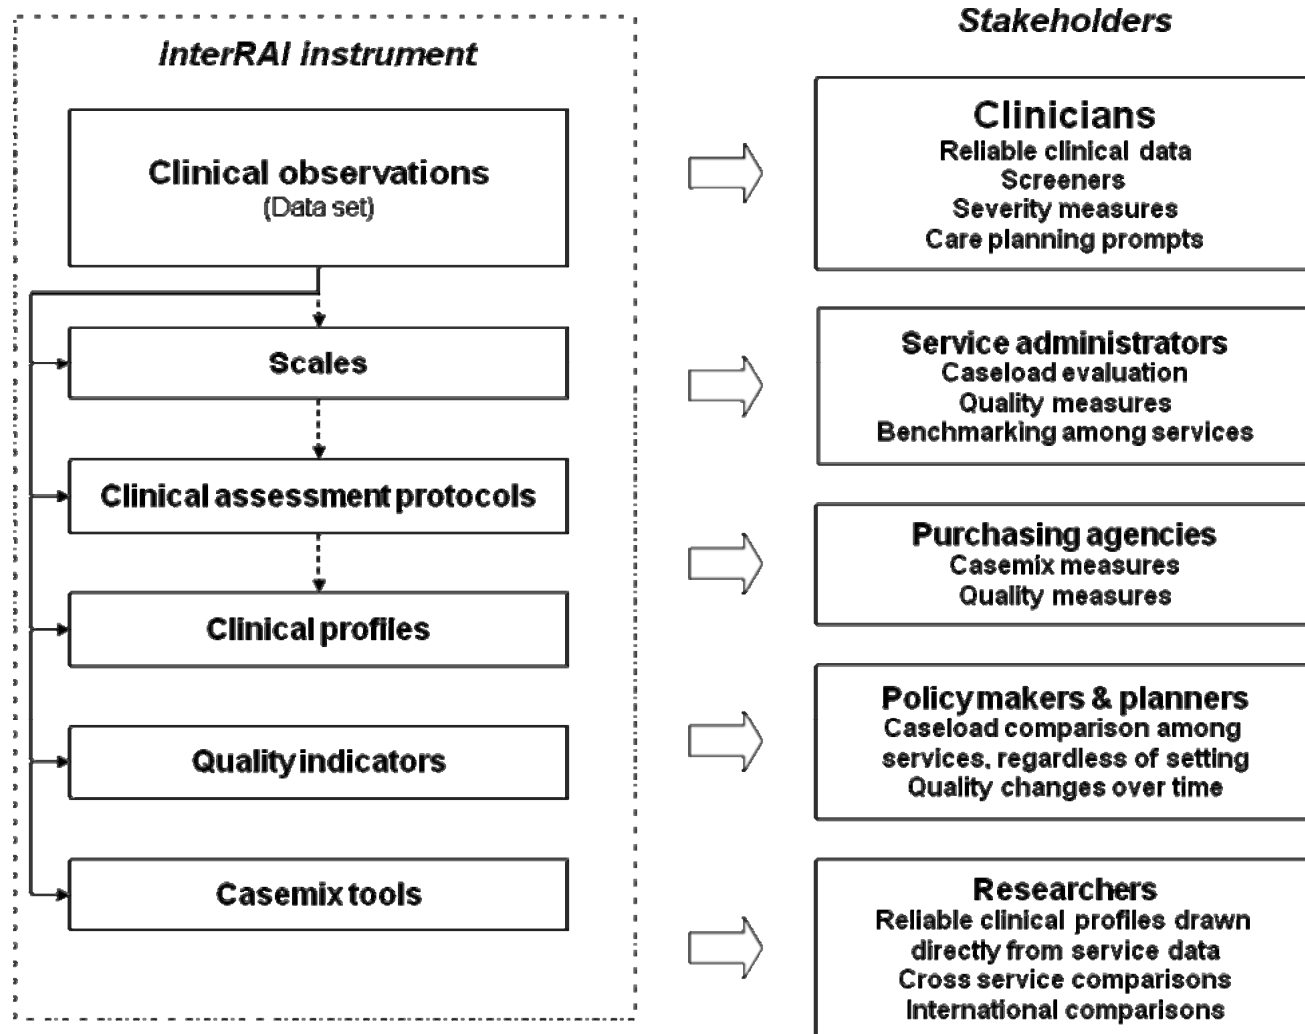 interRAI instrument
Clinical observations
(Data set)
Scales
Clinical assessment protocols
Clinical profiles
Quality indicators
Casemix tools
Stakeholders
Clinicians
Reliable clinical data
Screeners
Severity measures
Care planning prompts
Service administrators
Caseload evaluation
Quality measures
Benchmarking among services
Purchasing agencies
Casemix measures
Quality measures
Policymakers & planners
Caseload comparison among
services, regardless of setting
Quality changes over time
Researchers
Reliable clinical profiles drawn
directly from service data
Cross service comparisons
International comparisons